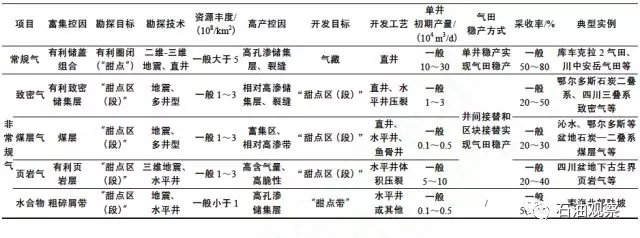 项目 富集控因 勘探目标 勘探技术 资源丰度/(10⁸/km²) 高产控因 开发目标 开发工艺 单井初期产量/(10⁴m³/d) 气田稳产方式 采收率/% 典型实例
常规气 有利储盖组合 有利圈闭(“甜点”) 二维-三维地震、直井 一般大于5 高孔渗储集层、裂缝 气藏 直井 一般10~30 单井稳产实现气田稳产 一般50~80 库车克拉2气田、川中安岳气田等
非常规气
致密气 有利致密储集层 “甜点区(段)” 地震、多井型 一般1~3 相对高渗储集层、裂缝 “甜点区(段)” 直井、水平井压裂 一般1~3 井间接替和区块接替实现气田稳产 一般20~50 鄂尔多斯石炭二叠系、四川三叠系致密气等
煤层气 煤层 “甜点区(段)” 地震、多井型 一般1~3 富集区、相对高渗带 “甜点区(段)” 直井、水平井、鱼骨井 一般0.1~0.5 一般20~30 沁水、鄂尔多斯等盆地石炭一二叠系煤层气等
页岩气 有利页岩层 “甜点区(段)” 三维地震、水平井 一般1~3 高含气量、高脆性 “甜点区(段)” 水平井体积压裂 一般5~10 一般20~40 四川盆地下古生界页岩气等
水合物 粗碎屑带 “甜点区(段)” 地震、水平井 一般小于1 高孔渗储集层 “甜点带” 水平井或其他 一般0.1~0.5 /
石油观察